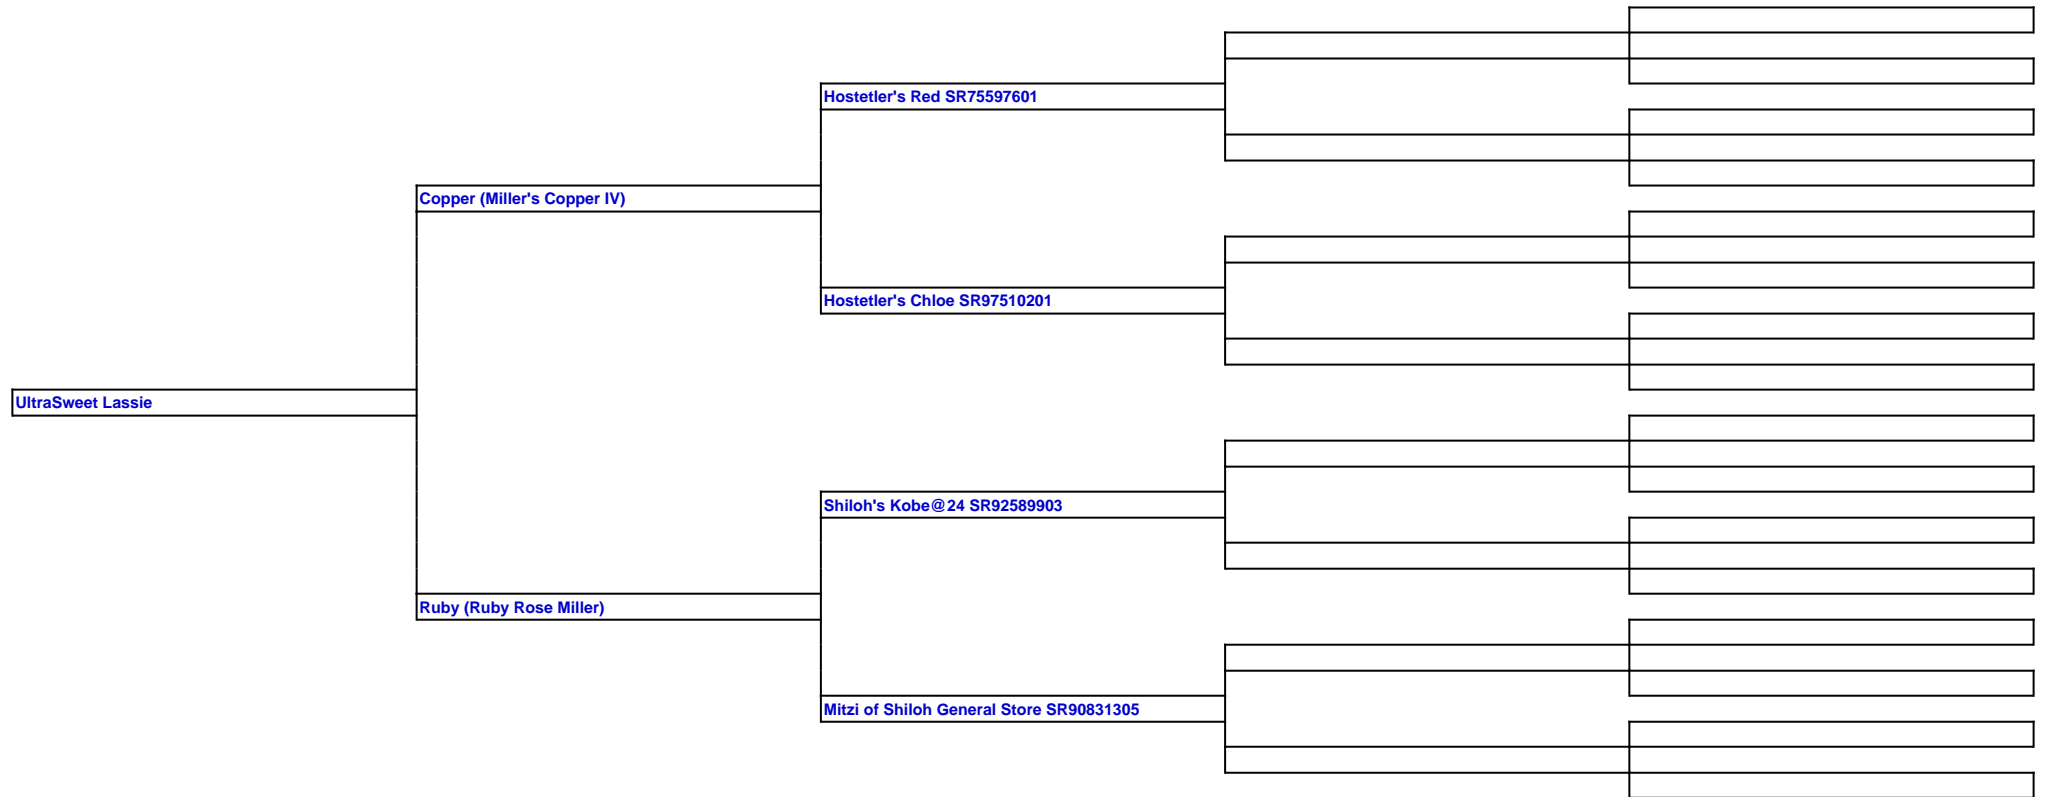 Hostetler's Red SR75597601
Copper (Miller's Copper IV)
Hostetler's Chloe SR97510201
UltraSweet Lassie
Shiloh's Kobe@24 SR92589903
Ruby (Ruby Rose Miller)
Mitzi of Shiloh General Store SR90831305